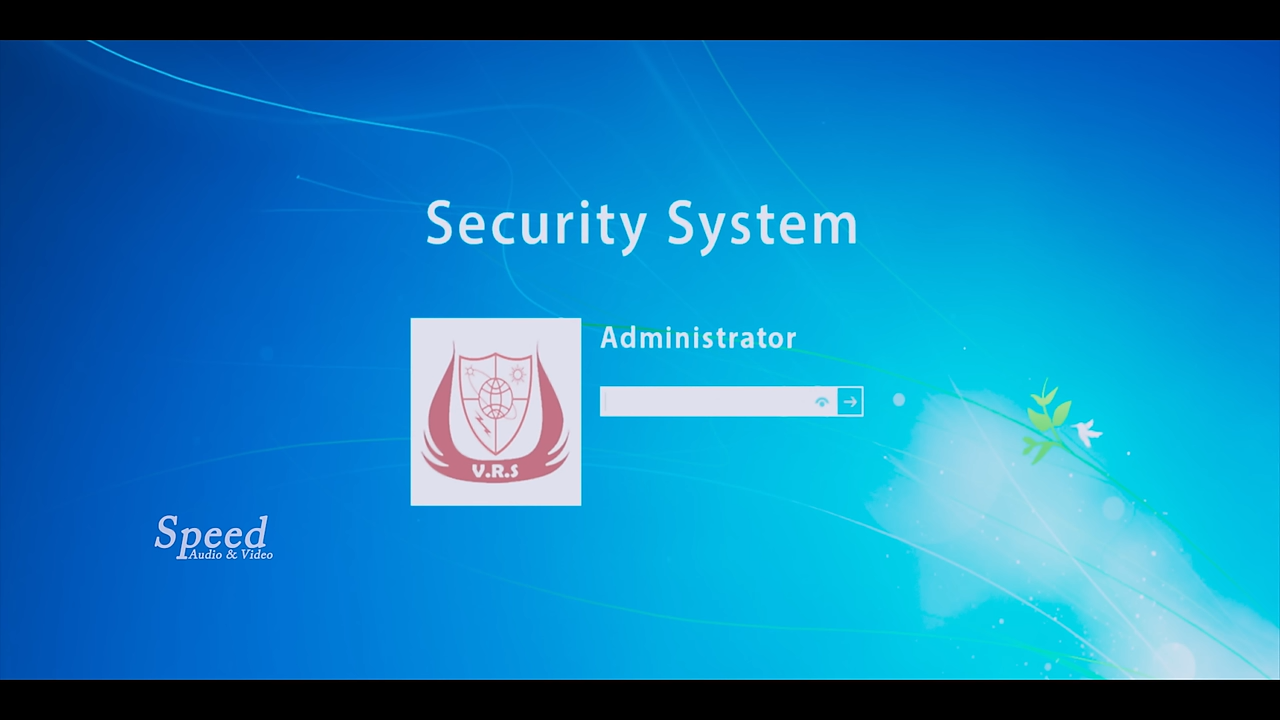 Security System
Administrator
V.R.S
Speed
Audio & Video